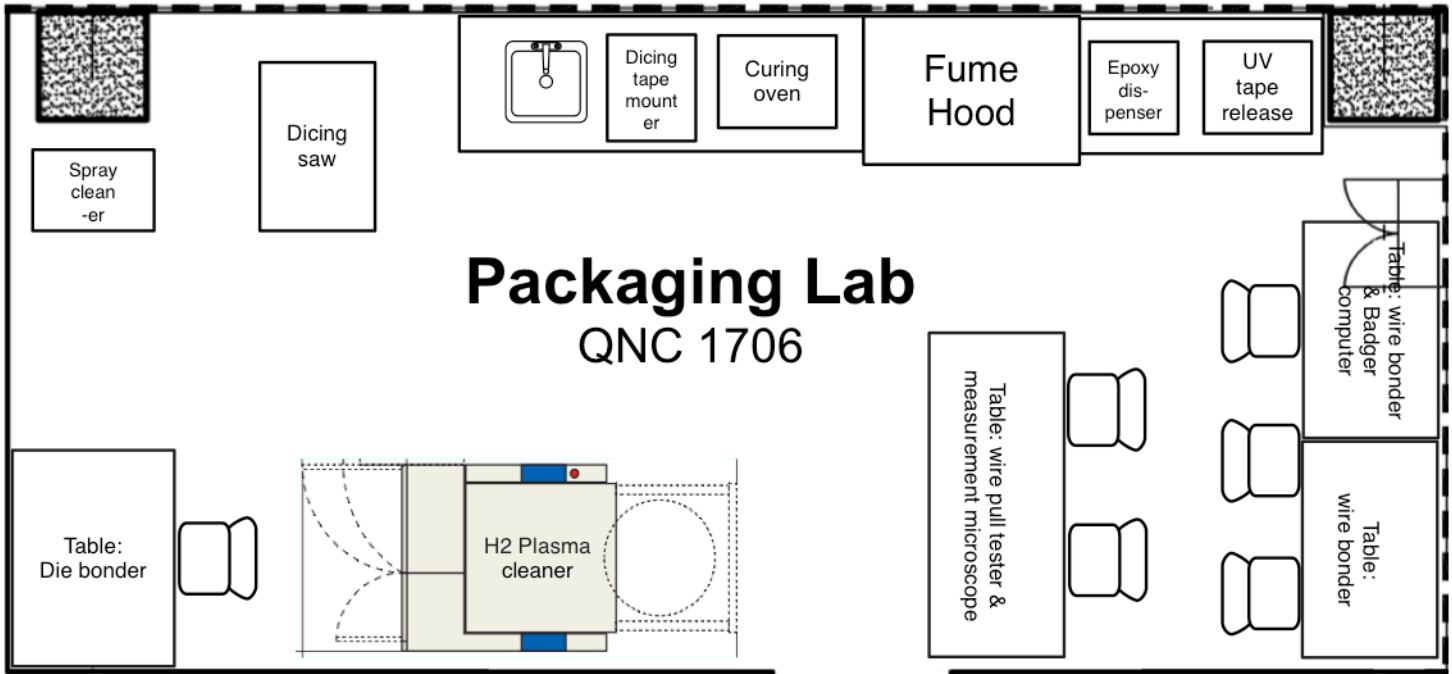 Dicing
tape
mount
er
Curing
oven
Fume
Hood
Epoxy
dis-
penser
UV
tape
release
Dicing
saw
Spray
clean
-er
Packaging Lab
QNC 1706
Table: wire bonder
& Badger
computer
Table: wire pull tester &
measurement microscope
Table:
Die bonder
H2 Plasma
cleaner
Table:
wire bonder